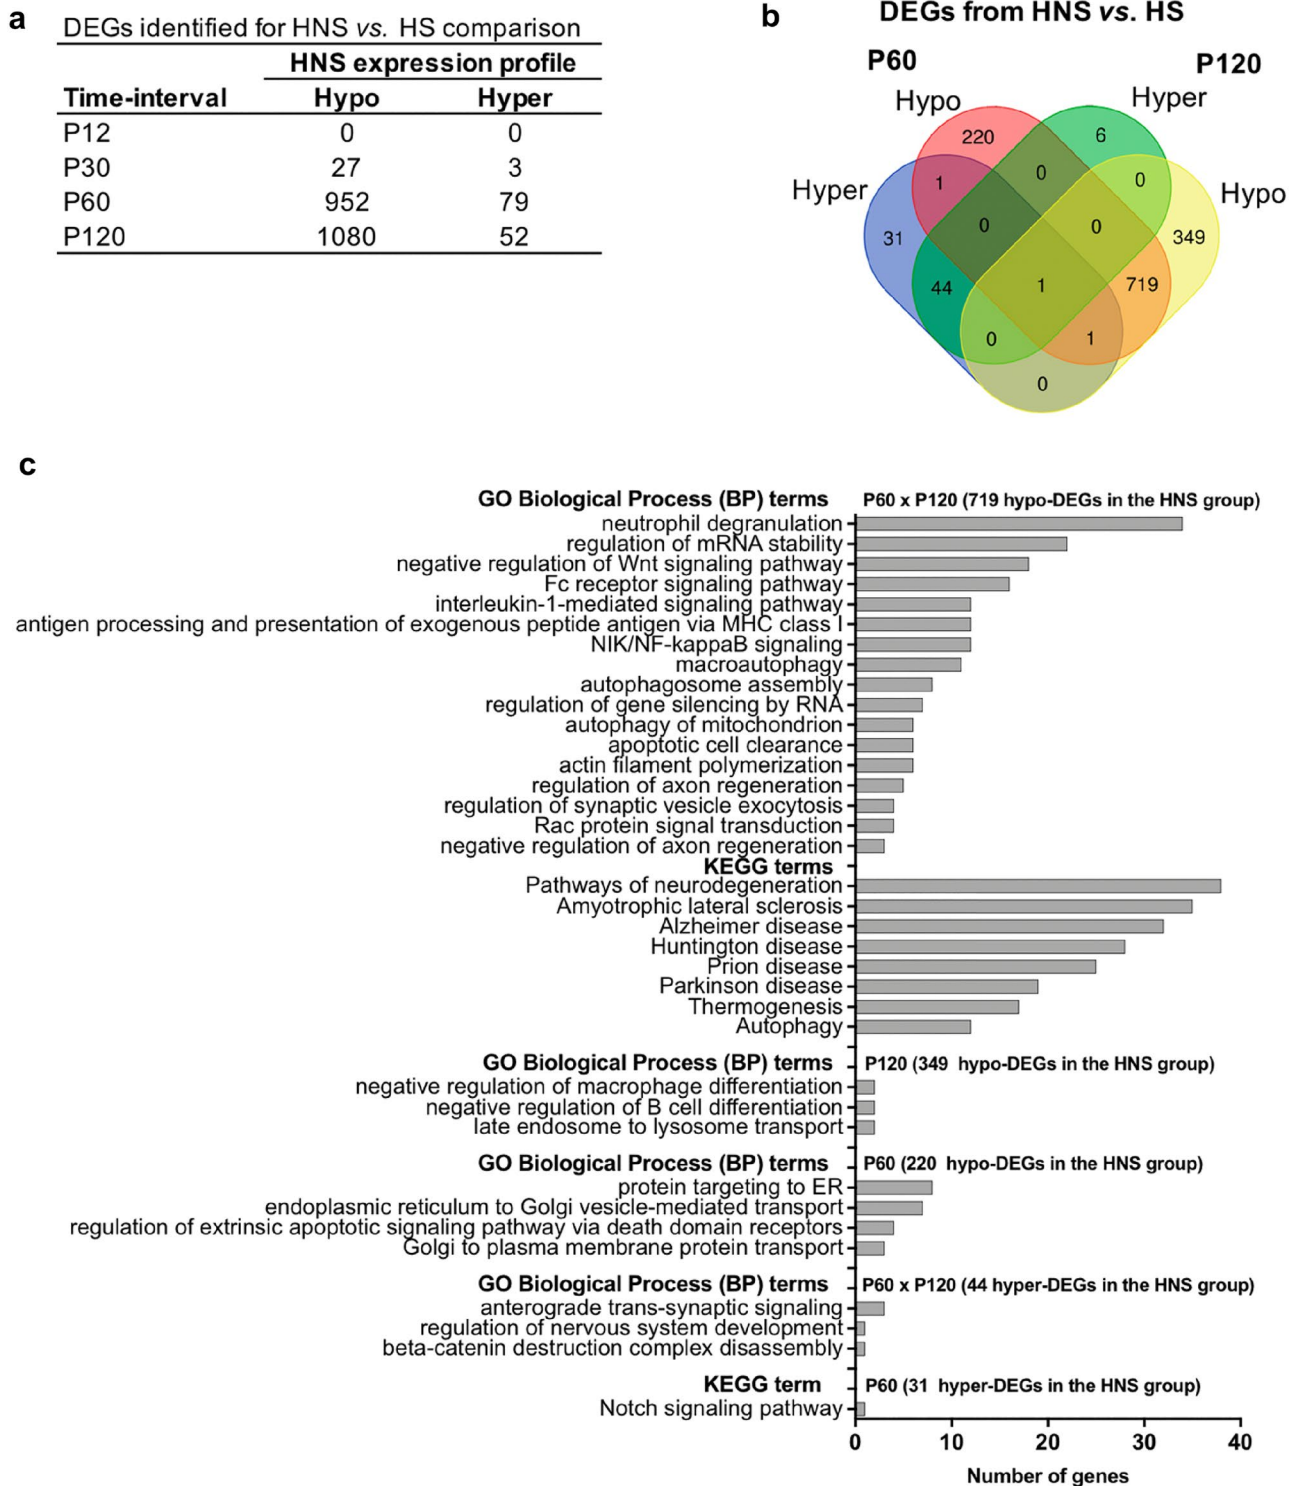 a
DEGs identified for HNS vs. HS comparison
HNS expression profile
Time-interval Hypo Hyper
P12 0 0
P30 27 3
P60 952 79
P120 1080 52
b
DEGs from HNS vs. HS
P60
P120
Hypo
Hyper
Hyper
Hypo
220
6
1
0
0
31
0
0
349
44
1
719
0
1
0
c
GO Biological Process (BP) terms P60 x P120 (719 hypo-DEGs in the HNS group)
neutrophil degranulation
regulation of mRNA stability
negative regulation of Wnt signaling pathway
Fc receptor signaling pathway
interleukin-1-mediated signaling pathway
antigen processing and presentation of exogenous peptide antigen via MHC class I
NIK/NF-kappaB signaling
macroautophagy
autophagosome assembly
regulation of gene silencing by RNA
autophagy of mitochondrion
apoptotic cell clearance
actin filament polymerization
regulation of axon regeneration
regulation of synaptic vesicle exocytosis
Rac protein signal transduction
negative regulation of axon regeneration
KEGG terms
Pathways of neurodegeneration
Amyotrophic lateral sclerosis
Alzheimer disease
Huntington disease
Prion disease
Parkinson disease
Thermogenesis
Autophagy
GO Biological Process (BP) terms P120 (349 hypo-DEGs in the HNS group)
negative regulation of macrophage differentiation
negative regulation of B cell differentiation
late endosome to lysosome transport
GO Biological Process (BP) terms P60 (220 hypo-DEGs in the HNS group)
protein targeting to ER
endoplasmic reticulum to Golgi vesicle-mediated transport
regulation of extrinsic apoptotic signaling pathway via death domain receptors
Golgi to plasma membrane protein transport
GO Biological Process (BP) terms P60 x P120 (44 hyper-DEGs in the HNS group)
anterograde trans-synaptic signaling
regulation of nervous system development
beta-catenin destruction complex disassembly
KEGG term P60 (31 hyper-DEGs in the HNS group)
Notch signaling pathway
0 10 20 30 40
Number of genes